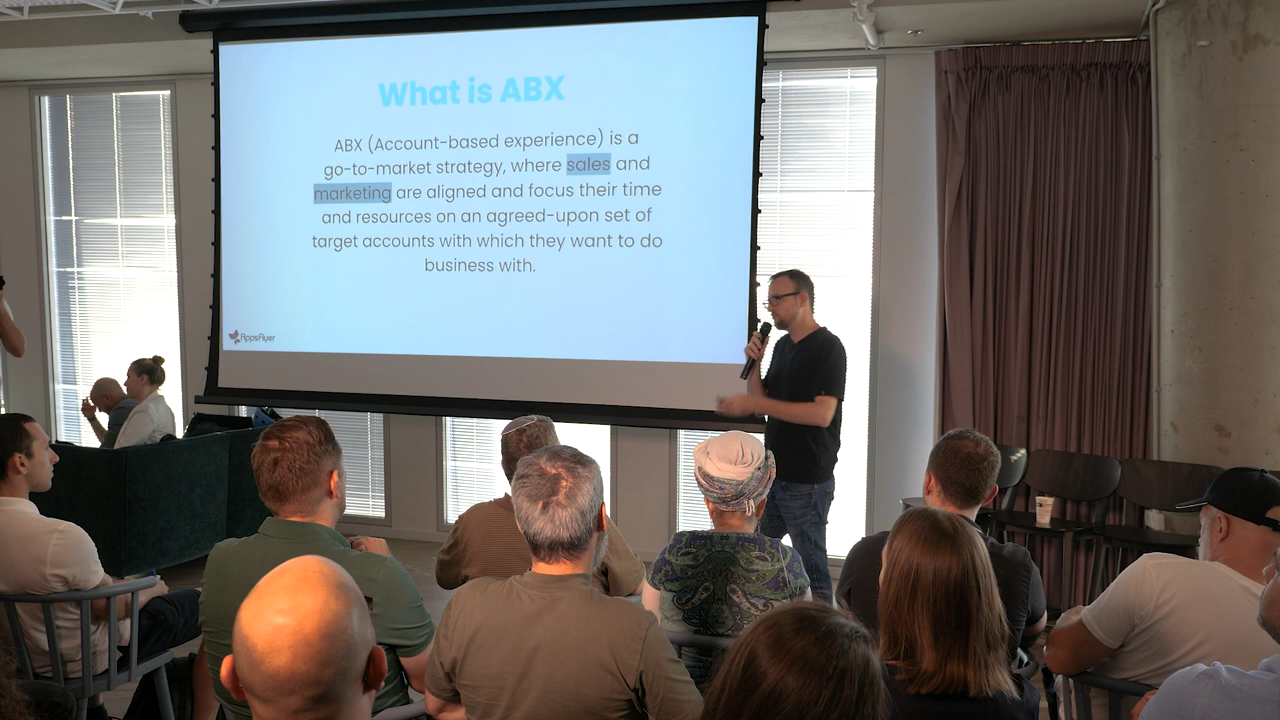 What is ABX
ABX (Account-based experience) is a
go-to-market strategy, where sales and
marketing are aligned and focus their time
and resources on an agreed-upon set of
target accounts with which they want to do
business with.
AppsFlyer